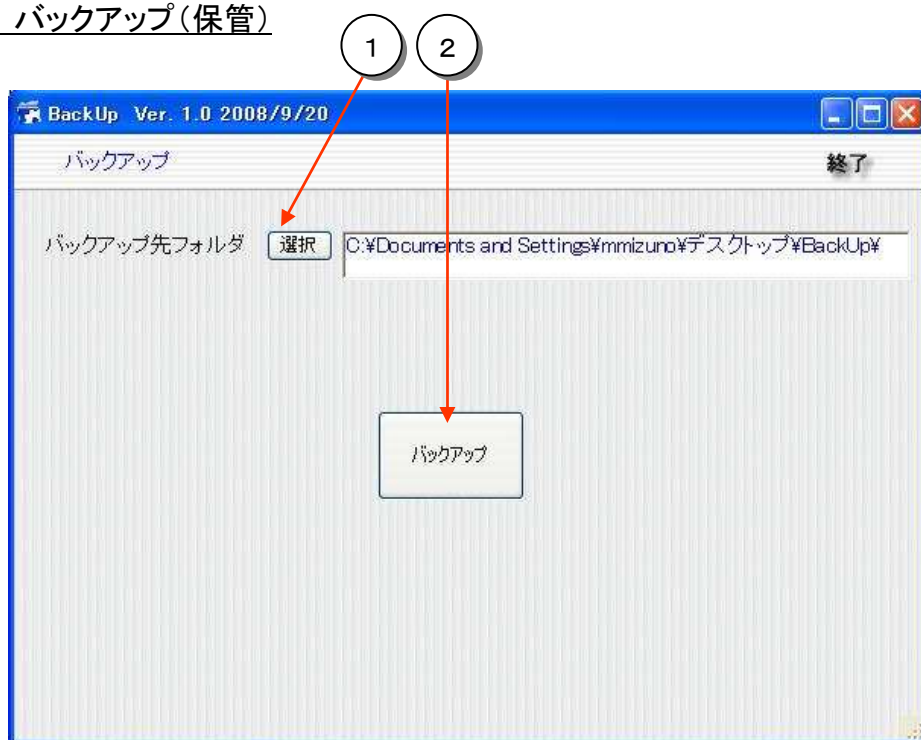 バックアップ（保管）
1 2
BackUp Ver. 1.0 2008/9/20
バックアップ 終了
バックアップ先フォルダ 選択 C:¥Documents and Settings¥mmizuno¥デスクトップ¥BackUp¥
バックアップ